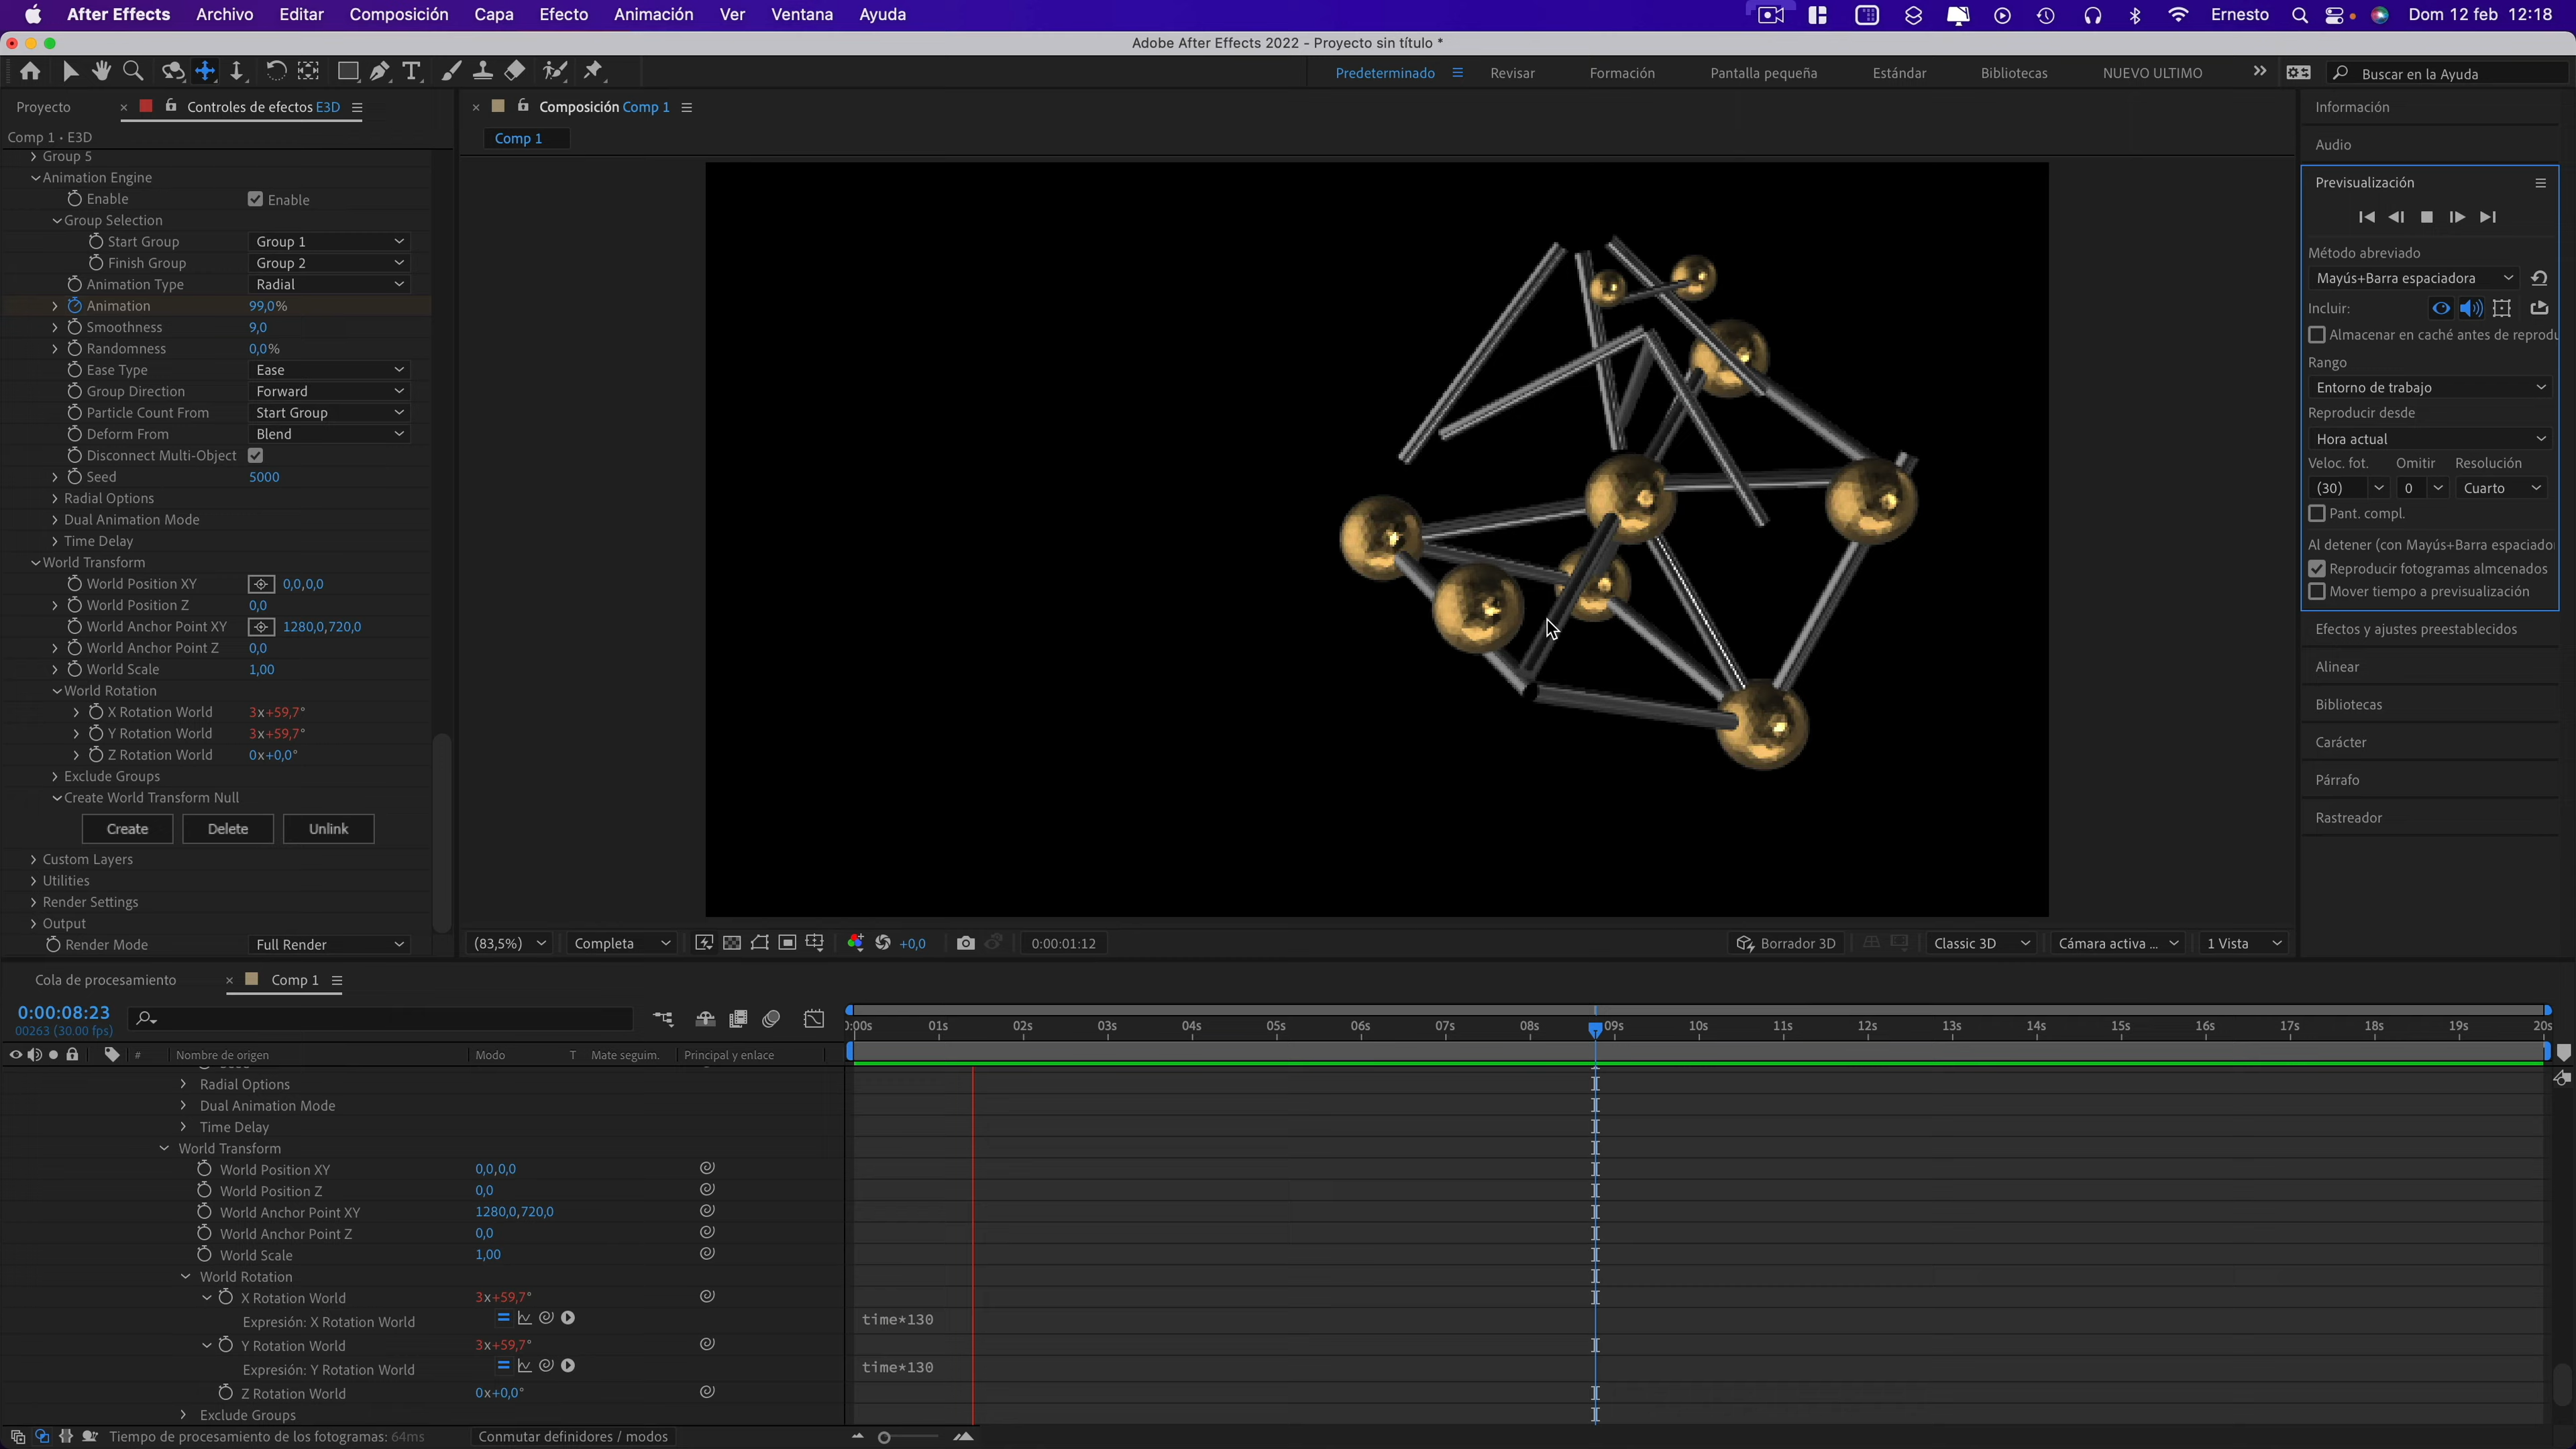 After Effects Archivo Editar Composición Capa Efecto Animación Ver Ventana Ayuda Ernesto Dom 12 feb 12:18
Adobe After Effects 2022 - Proyecto sin título *
Predeterminado Revisar Formación Pantalla pequeña Estándar Bibliotecas NUEVO ULTIMO Buscar en la Ayuda
Proyecto Controles de efectos E3D
Comp 1 • E3D
Group 5
Animation Engine
Enable Enable
Group Selection
Start Group Group 1
Finish Group Group 2
Animation Type Radial
Animation 99,0%
Smoothness 9,0
Randomness 0,0%
Ease Type Ease
Group Direction Forward
Particle Count From Start Group
Deform From Blend
Disconnect Multi-Object
Seed 5000
Radial Options
Dual Animation Mode
Time Delay
World Transform
World Position XY 0,0,0,0
World Position Z 0,0
World Anchor Point XY 1280,0,720,0
World Anchor Point Z 0,0
World Scale 1,00
World Rotation
X Rotation World 3x+59,7°
Y Rotation World 3x+59,7°
Z Rotation World 0x+0,0°
Exclude Groups
Create World Transform Null
Create Delete Unlink
Custom Layers
Utilities
Render Settings
Output
Render Mode Full Render
Composición Comp 1
Comp 1
(83,5%) Completa +0,0 0:00:01:12 Borrador 3D Classic 3D Cámara activa ... 1 Vista
Información
Audio
Previsualización
Método abreviado
Mayús+Barra espaciadora
Incluir:
Almacenar en caché antes de reprodu
Rango
Entorno de trabajo
Reproducir desde
Hora actual
Veloc. fot. Omitir Resolución
(30) 0 Cuarto
Pant. compl.
Al detener (con Mayús+Barra espaciado
Reproducir fotogramas almcenados
Mover tiempo a previsualización
Efectos y ajustes preestablecidos
Alinear
Bibliotecas
Carácter
Párrafo
Rastreador
Cola de procesamiento Comp 1
0:00:08:23
00263 (30.00 fps)
:00s 01s 02s 03s 04s 05s 06s 07s 08s 09s 10s 11s 12s 13s 14s 15s 16s 17s 18s 19s 20s
# Nombre de origen Modo T Mate seguim. Principal y enlace
Radial Options
Dual Animation Mode
Time Delay
World Transform
World Position XY 0,0,0,0
World Position Z 0,0
World Anchor Point XY 1280,0,720,0
World Anchor Point Z 0,0
World Scale 1,00
World Rotation
X Rotation World 3x+59,7°
Expresión: X Rotation World time*130
Y Rotation World 3x+59,7°
Expresión: Y Rotation World time*130
Z Rotation World 0x+0,0°
Exclude Groups
Tiempo de procesamiento de los fotogramas: 64ms Conmutar definidores / modos